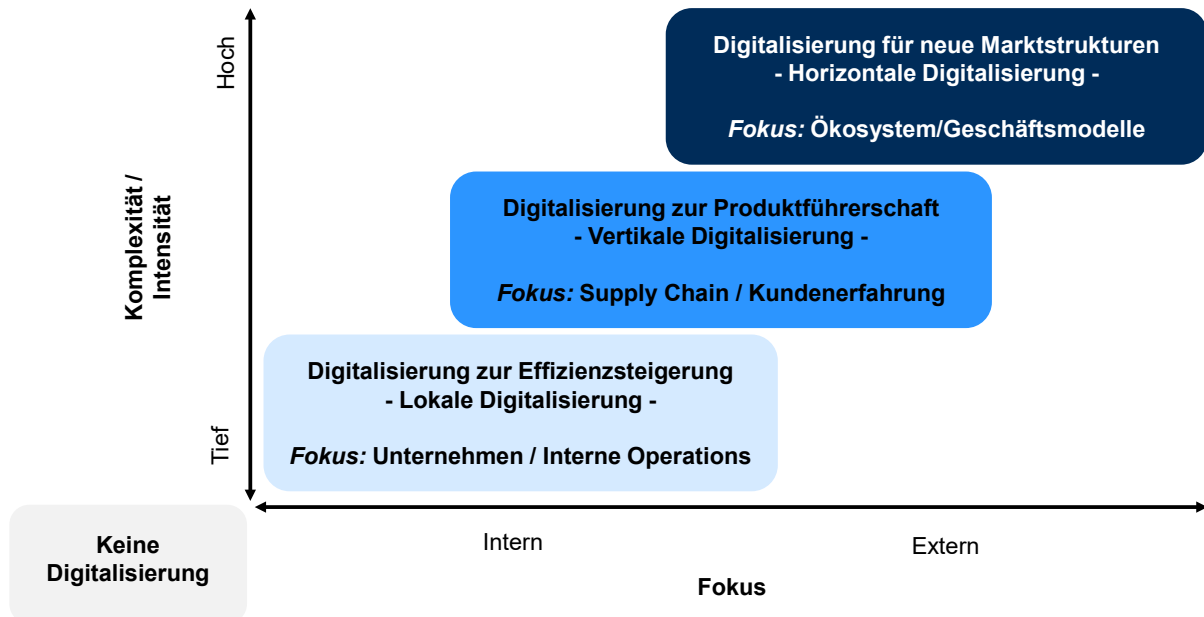 Hoch
Digitalisierung für neue Marktstrukturen
- Horizontale Digitalisierung -
Fokus: Ökosystem/Geschäftsmodelle
Komplexität /
Intensität
Digitalisierung zur Produktführerschaft
- Vertikale Digitalisierung -
Fokus: Supply Chain / Kundenerfahrung
Digitalisierung zur Effizienzsteigerung
- Lokale Digitalisierung -
Fokus: Unternehmen / Interne Operations
Tief
Keine
Digitalisierung
Intern
Extern
Fokus